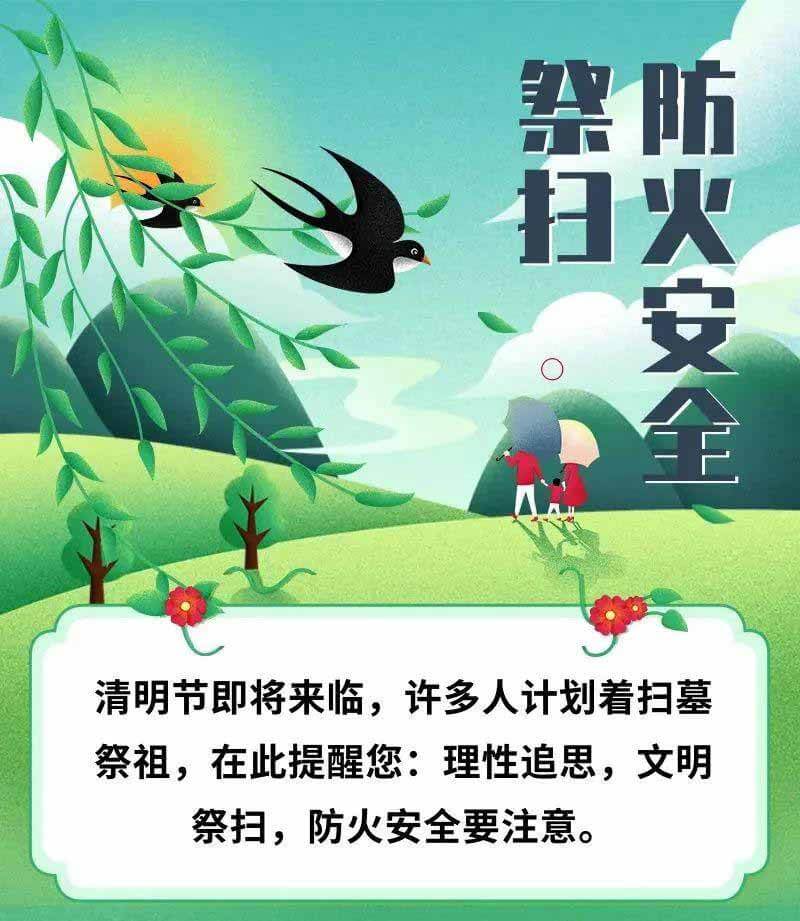 防火安全
祭扫
清明节即将来临，许多人计划着扫墓
祭祖，在此提醒您：理性追思，文明
祭扫，防火安全要注意。